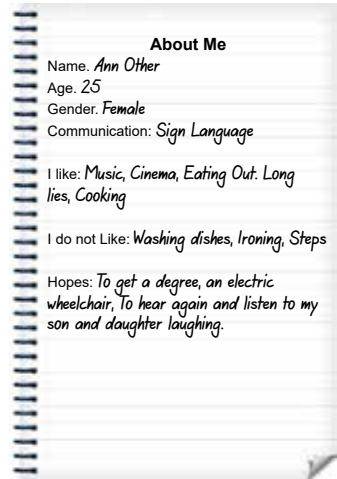 About Me
Name. Ann Other
Age. 25
Gender. Female
Communication: Sign Language
I like: Music, Cinema, Eating Out. Long
lies, Cooking
I do not Like: Washing dishes, Ironing, Steps
Hopes: To get a degree, an electric
wheelchair, To hear again and listen to my
son and daughter laughing.